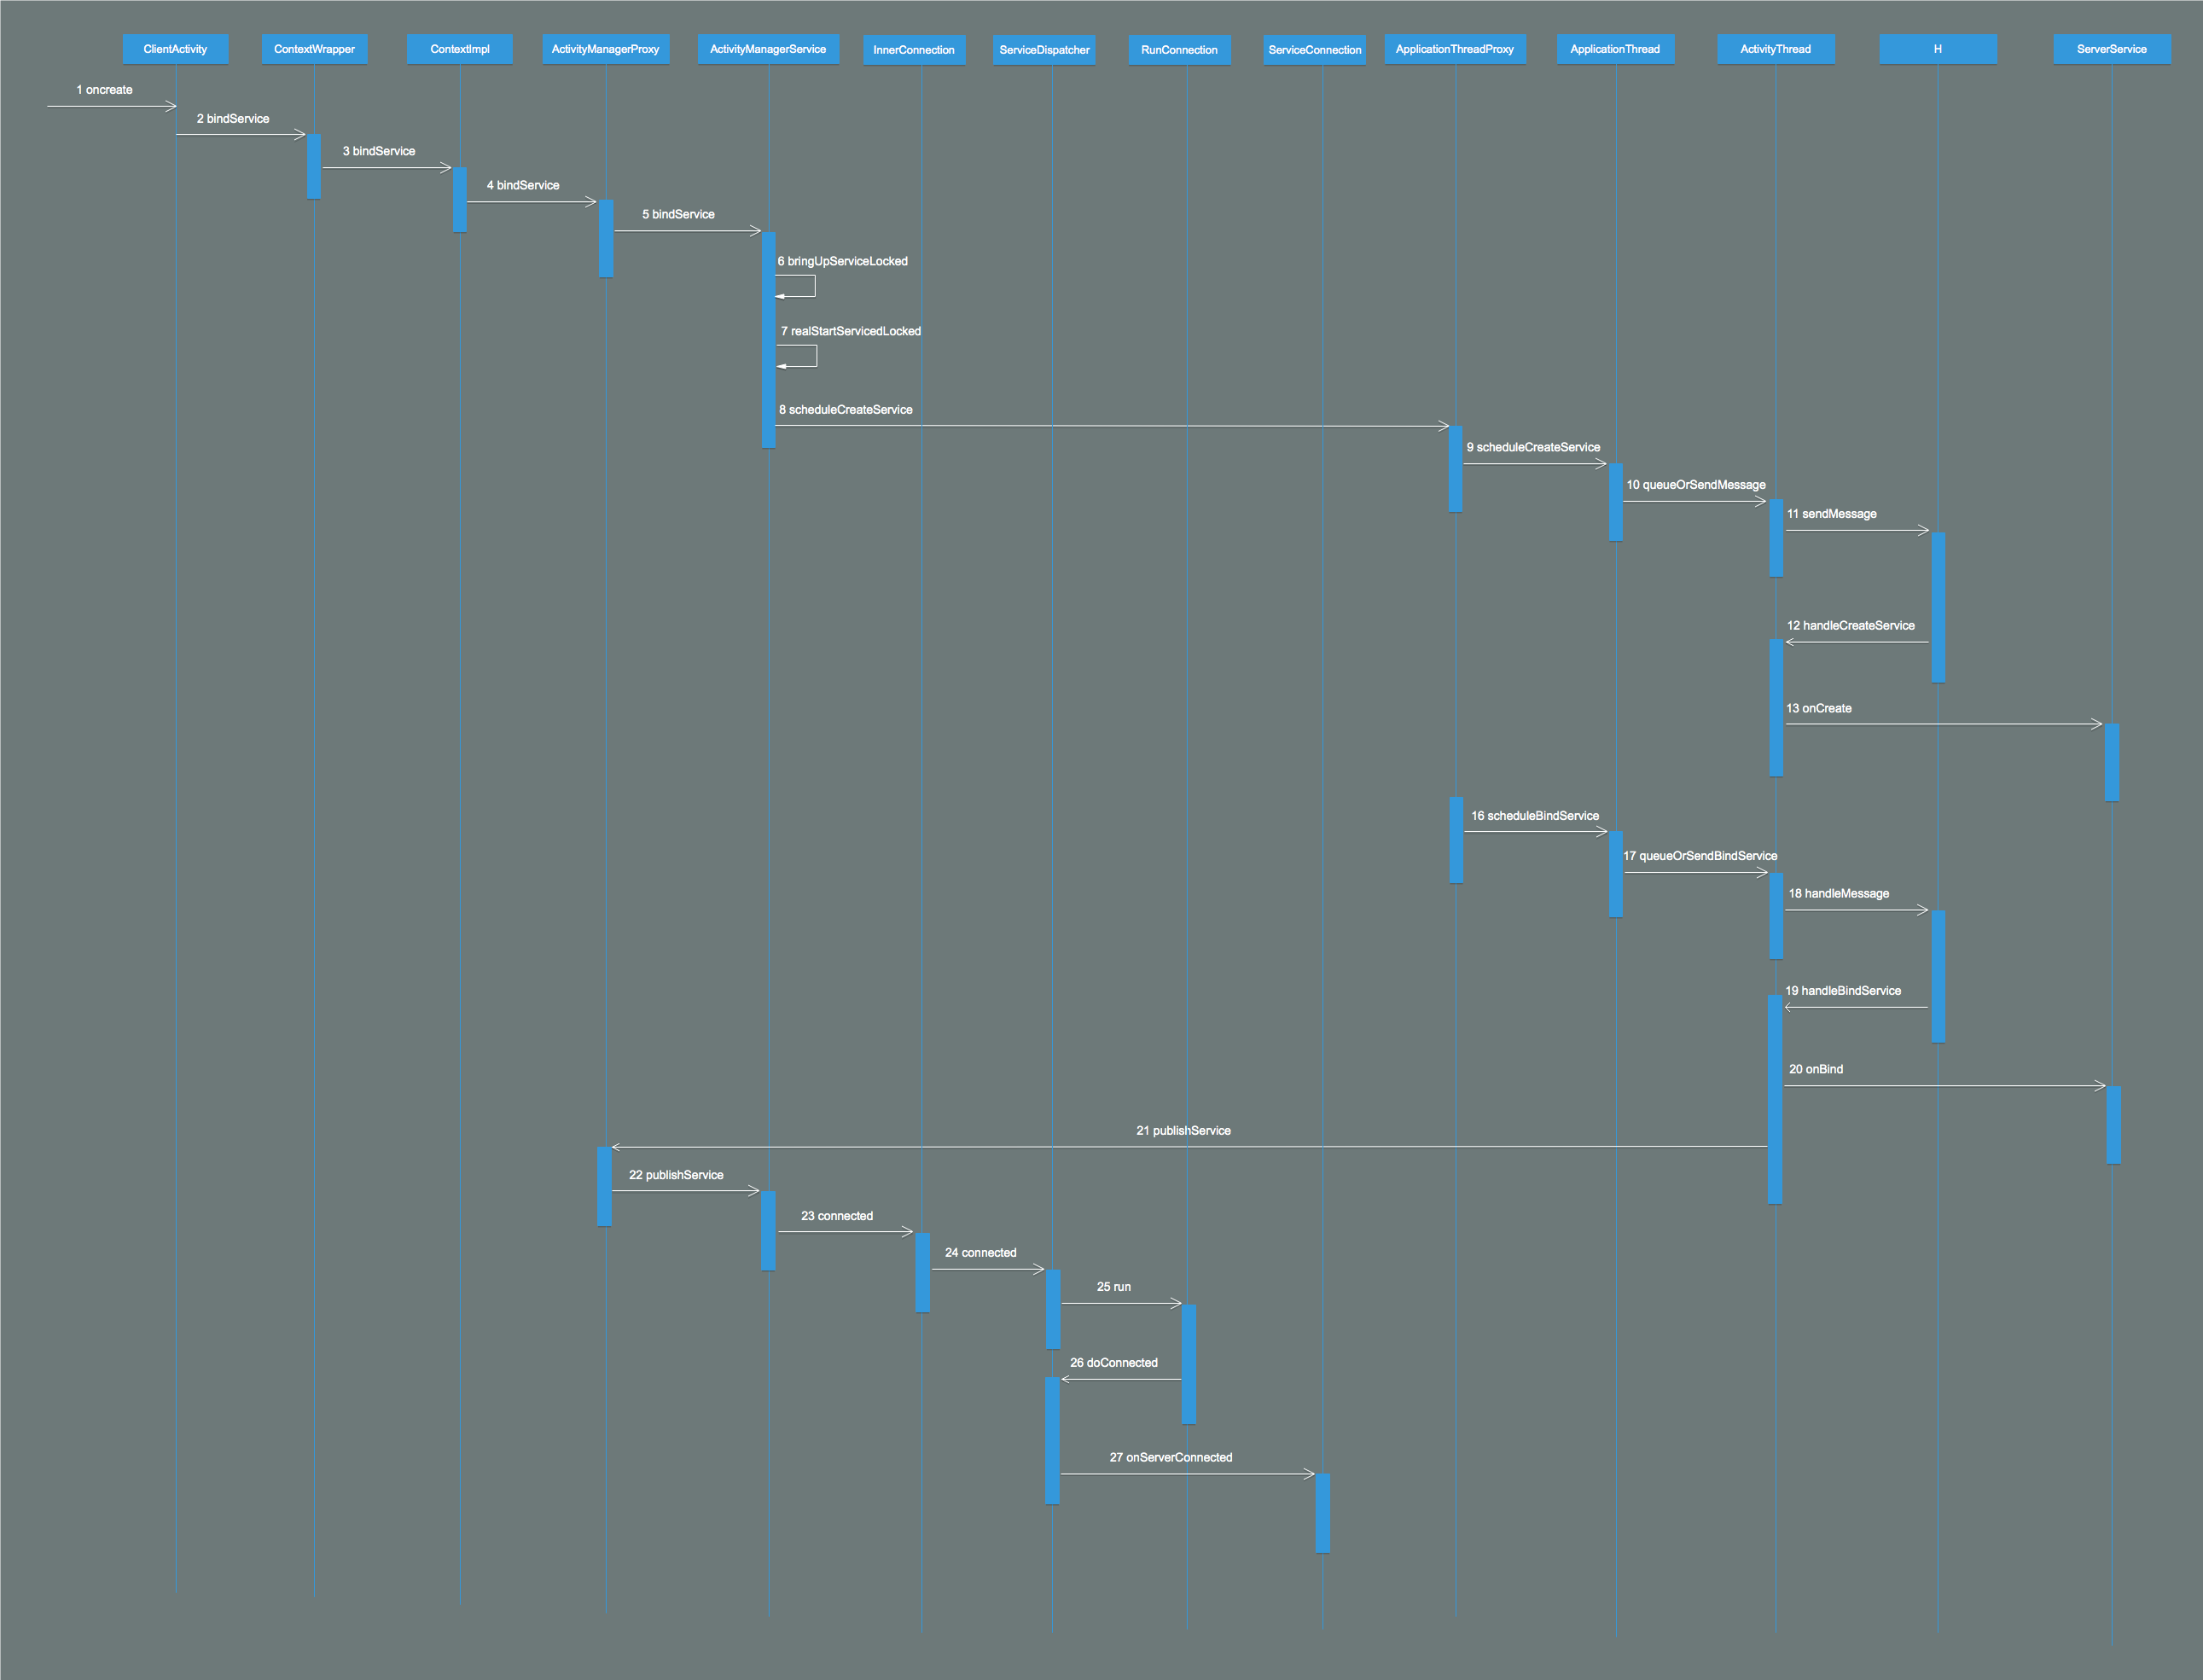 ClientActivity
ContextWrapper
ContextImpl
ActivityManagerProxy
ActivityManagerService
InnerConnection
ServiceDispatcher
RunConnection
ServiceConnection
ApplicationThreadProxy
ApplicationThread
ActivityThread
H
ServerService
1 oncreate
2 bindService
3 bindService
4 bindService
5 bindService
6 bringUpServiceLocked
7 realStartServicedLocked
8 scheduleCreateService
9 scheduleCreateService
10 queueOrSendMessage
11 sendMessage
12 handleCreateService
13 onCreate
16 scheduleBindService
17 queueOrSendBindService
18 handleMessage
19 handleBindService
20 onBind
21 publishService
22 publishService
23 connected
24 connected
25 run
26 doConnected
27 onServerConnected